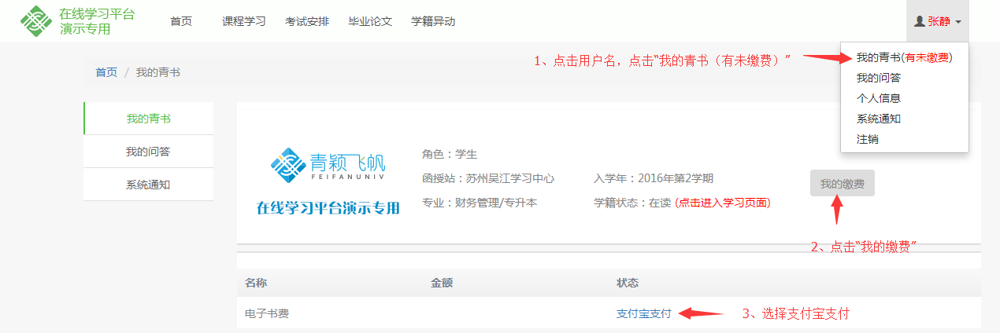 在线学习平台
演示专用
首页 课程学习 考试安排 毕业论文 学籍异动 张静
1、点击用户名，点击“我的青书（有未缴费）”
我的青书(有未缴费)
我的问答
个人信息
系统通知
注销
首页 / 我的青书
我的青书
我的问答
系统通知
青颖飞帆
FEIFANUNIV
在线学习平台演示专用
角色：学生
函授站：苏州吴江学习中心 入学年：2016年第2学期
专业：财务管理/专升本 学籍状态：在读 (点击进入学习页面)
我的缴费
2、点击“我的缴费”
名称 金额 状态
电子书费 支付宝支付
3、选择支付宝支付